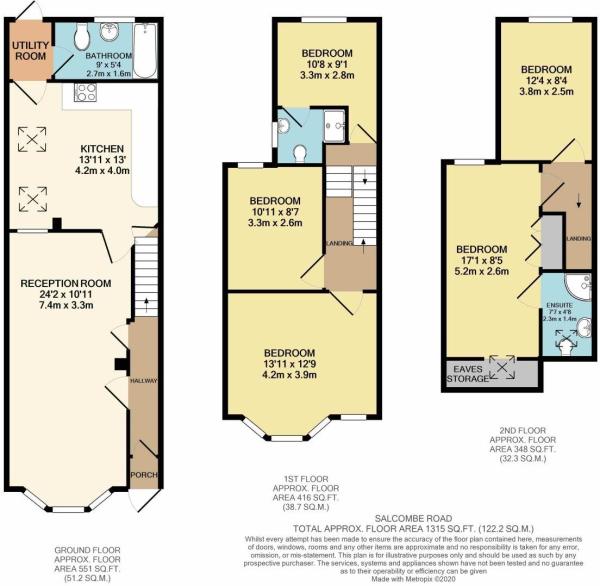 UTILITY
ROOM
BATHROOM
9' x 5'4
2.7m x 1.6m
KITCHEN
13'11 x 13'
4.2m x 4.0m
RECEPTION ROOM
24'2 x 10'11
7.4m x 3.3m
HALLWAY
PORCH
GROUND FLOOR
APPROX. FLOOR
AREA 551 SQ.FT.
(51.2 SQ.M.)
BEDROOM
10'8 x 9'1
3.3m x 2.8m
BEDROOM
10'11 x 8'7
3.3m x 2.6m
LANDING
BEDROOM
13'11 x 12'9
4.2m x 3.9m
1ST FLOOR
APPROX. FLOOR
AREA 416 SQ.FT.
(38.7 SQ.M.)
BEDROOM
12'4 x 8'4
3.8m x 2.5m
BEDROOM
17'1 x 8'5
5.2m x 2.6m
LANDING
ENSUITE
7'7 x 4'8
2.3m x 1.4m
EAVES
STORAGE
2ND FLOOR
APPROX. FLOOR
AREA 348 SQ.FT.
(32.3 SQ.M.)
SALCOMBE ROAD
TOTAL APPROX. FLOOR AREA 1315 SQ.FT. (122.2 SQ.M.)
Whilst every attempt has been made to ensure the accuracy of the floor plan contained here, measurements
of doors, windows, rooms and any other items are approximate and no responsibility is taken for any error,
omission, or mis-statement. This plan is for illustrative purposes only and should be used as such by any
prospective purchaser. The services, systems and appliances shown have not been tested and no guarantee
as to their operability or efficiency can be given
Made with Metropix ©2020